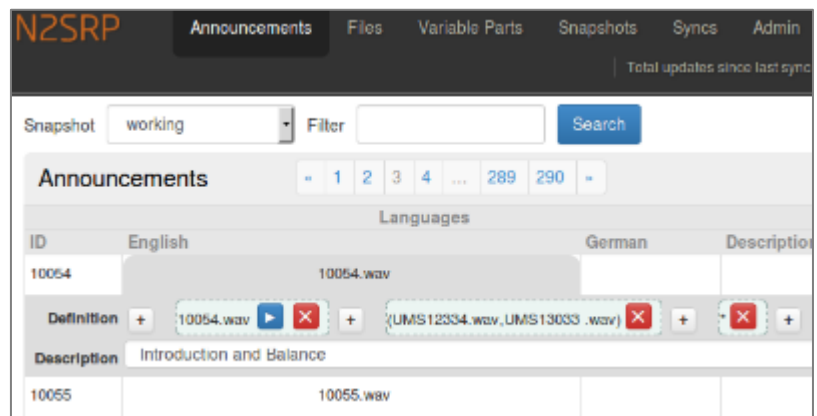 N2SRP Announcements Files Variable Parts Snapshots Syncs Admin
Total updates since last sync
Snapshot working Filter Search
Announcements « 1 2 3 4 ... 289 290 »
Languages
ID English German Description
10054 10054.wav
Definition + 10054.wav + (UMS12334.wav,UMS13033 .wav) + * +
Description Introduction and Balance
10055 10055.wav